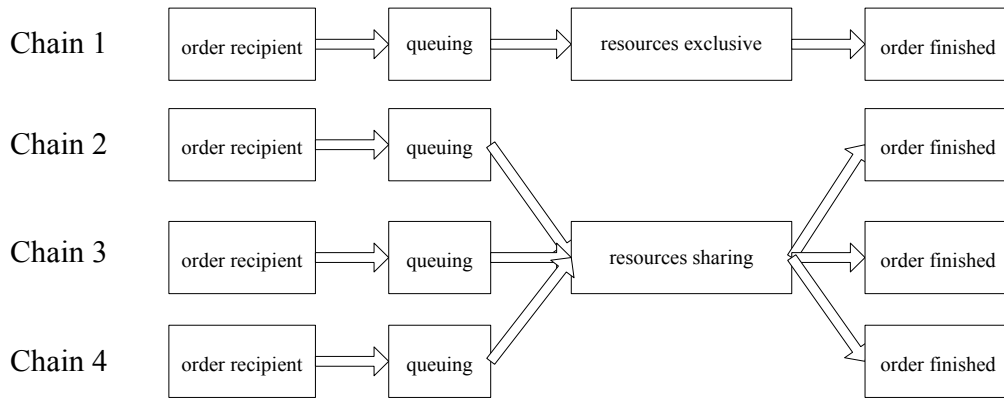 Chain 1
order recipient
queuing
resources exclusive
order finished
Chain 2
order recipient
queuing
order finished
Chain 3
order recipient
queuing
resources sharing
order finished
Chain 4
order recipient
queuing
order finished